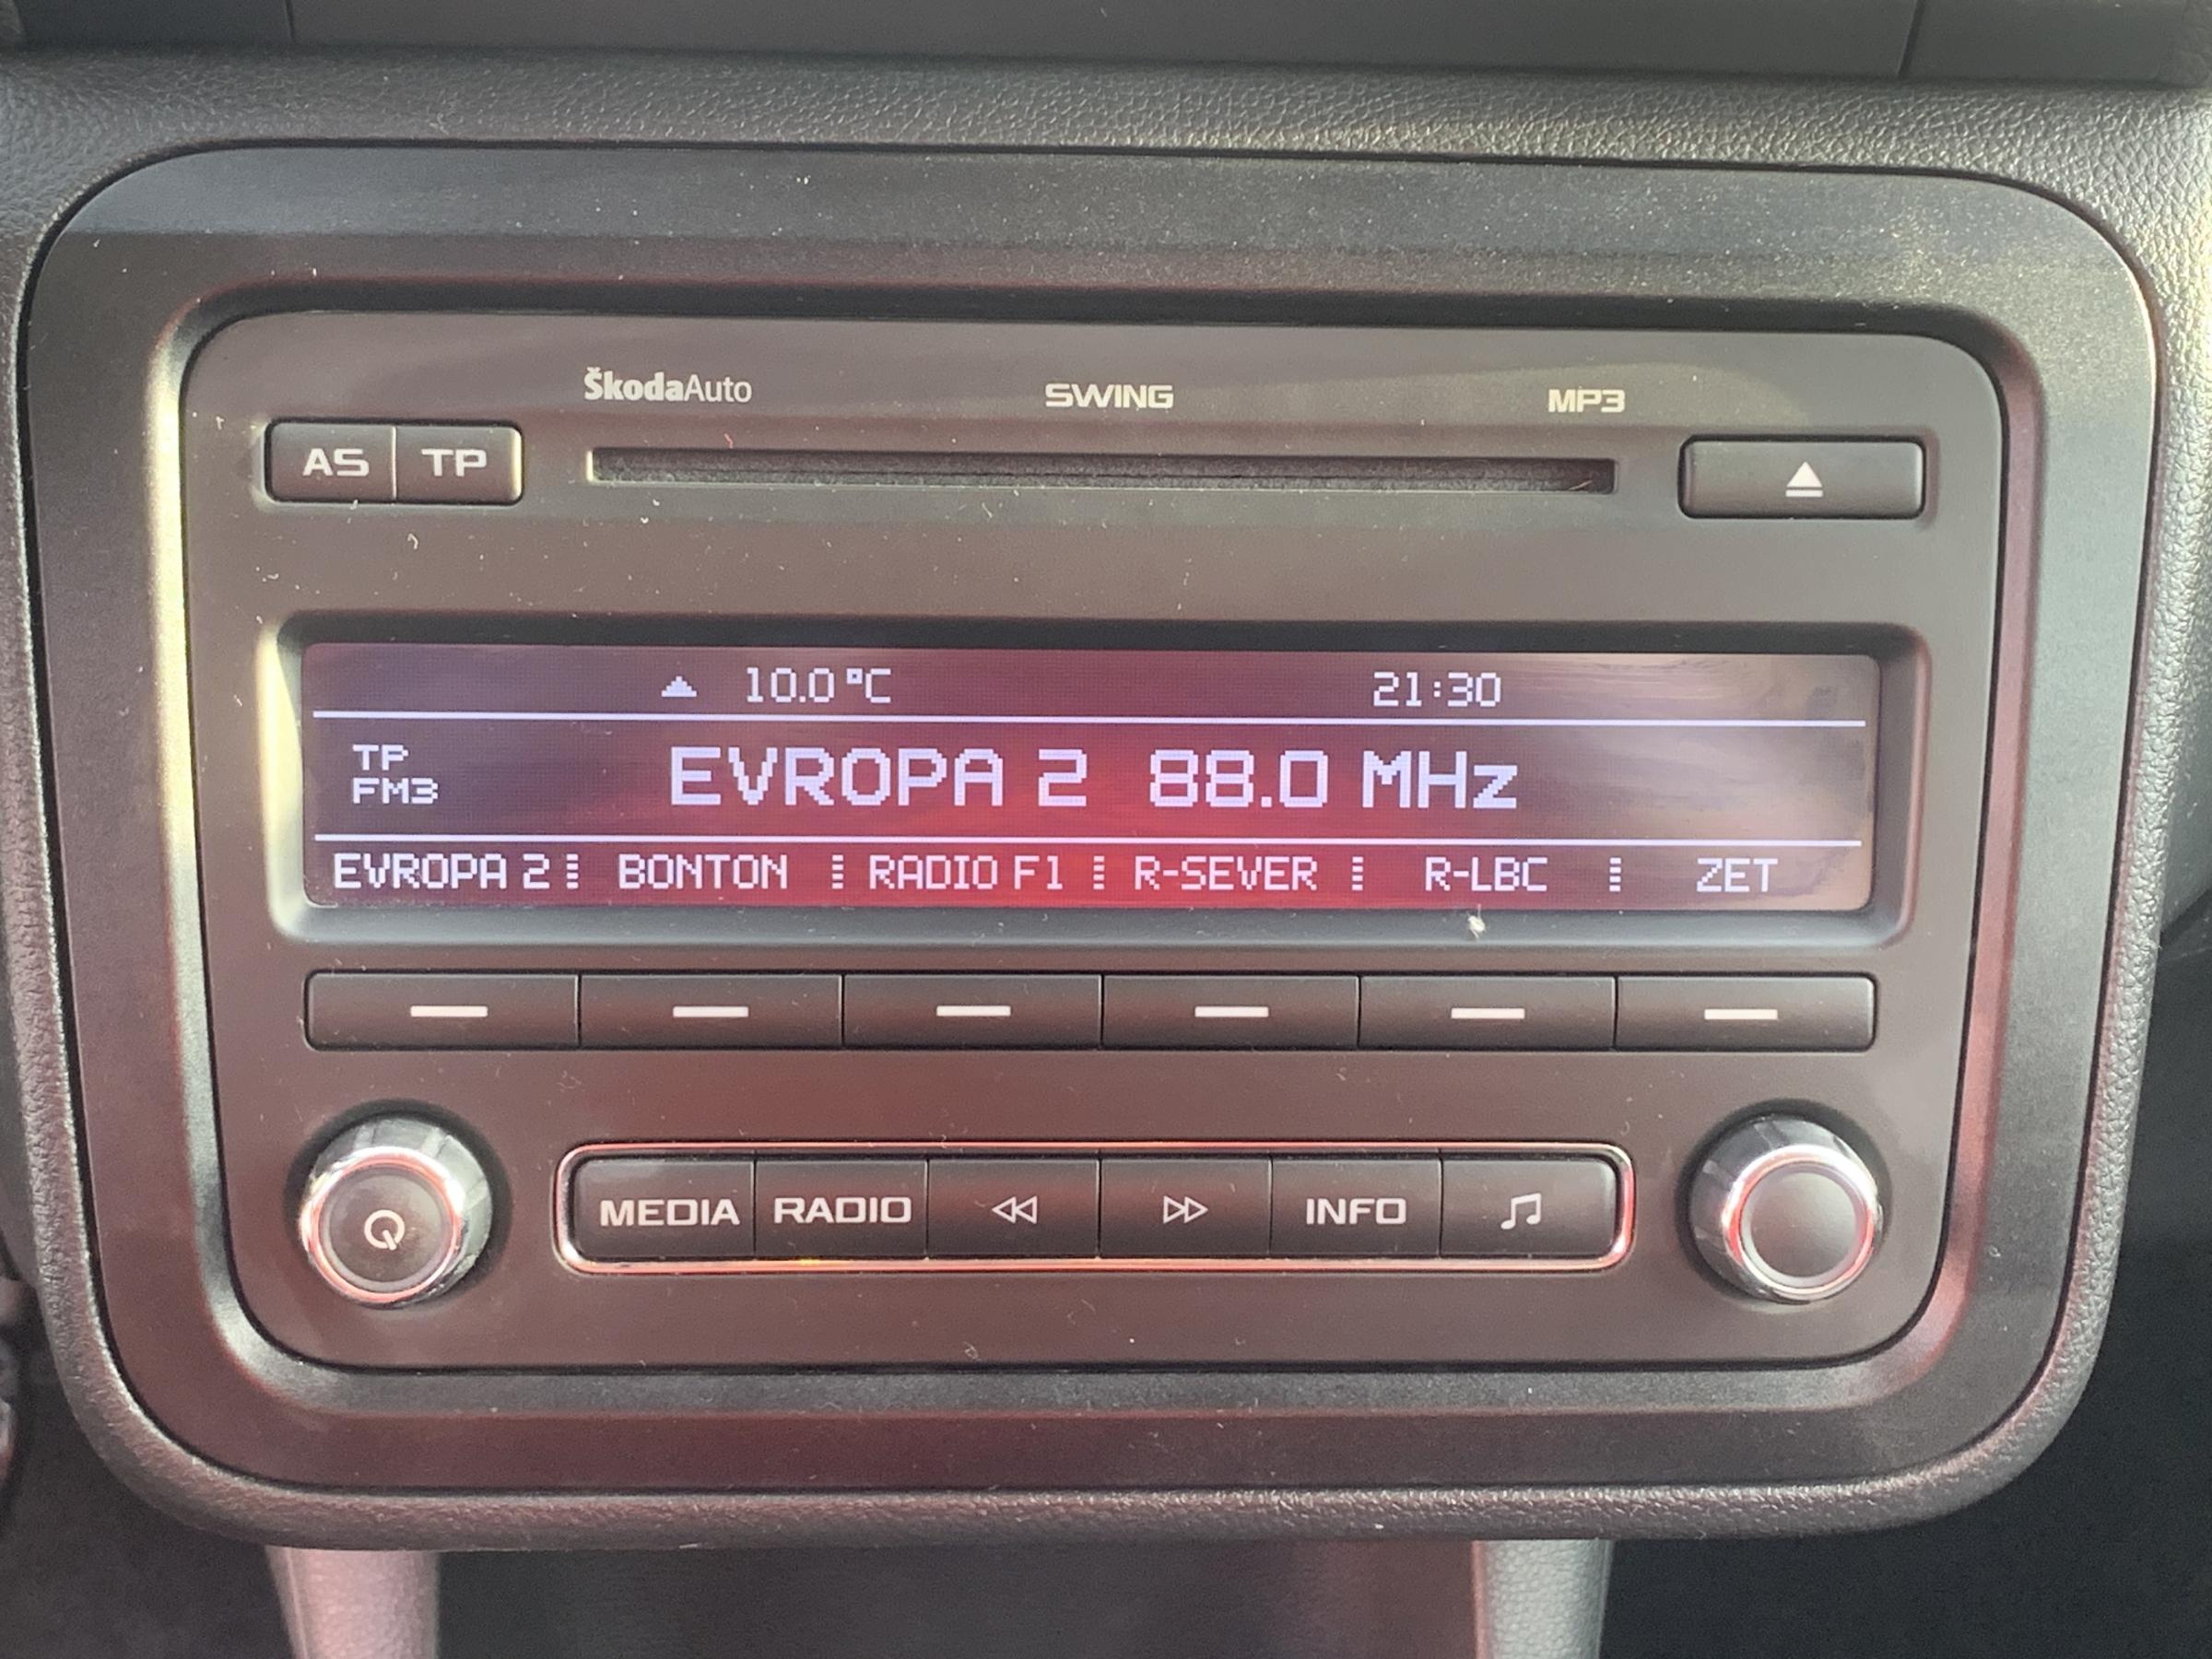 ŠkodaAuto SWING MP3
AS TP
10.0 °C 21:30
TP
FM3
EVROPA 2 88.0 MHz
EVROPA 2 BONTON RADIO F1 R-SEVER R-LBC ZET
MEDIA RADIO INFO